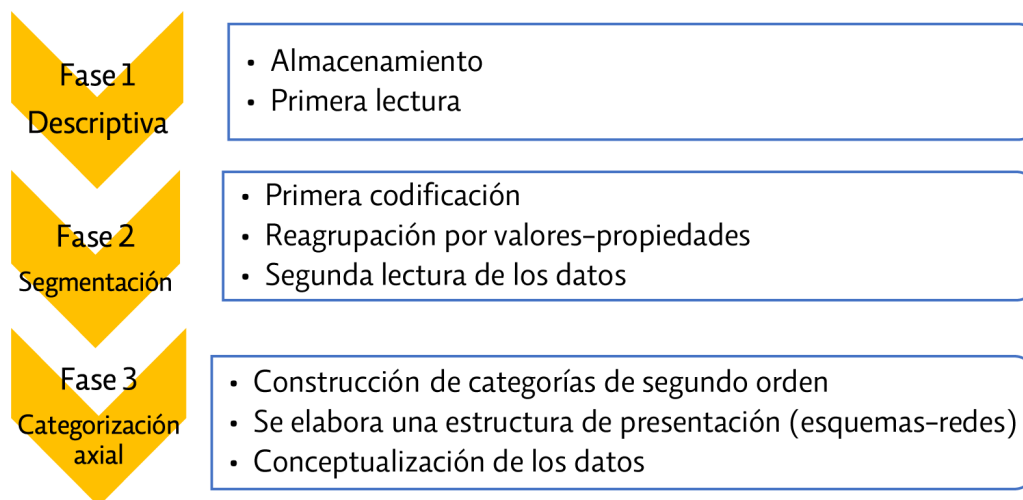 Fase 1
Descriptiva
• Almacenamiento
• Primera lectura
Fase 2
Segmentación
• Primera codificación
• Reagrupación por valores-propiedades
• Segunda lectura de los datos
Fase 3
Categorización
axial
• Construcción de categorías de segundo orden
• Se elabora una estructura de presentación (esquemas-redes)
• Conceptualización de los datos